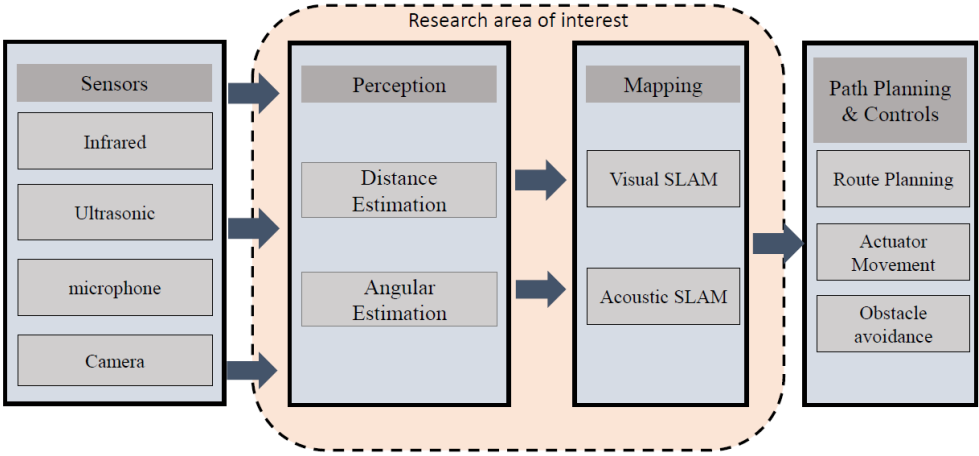 Research area of interest
Sensors
Infrared
Ultrasonic
microphone
Camera
Perception
Distance
Estimation
Angular
Estimation
Mapping
Visual SLAM
Acoustic SLAM
Path Planning
& Controls
Route Planning
Actuator
Movement
Obstacle
avoidance